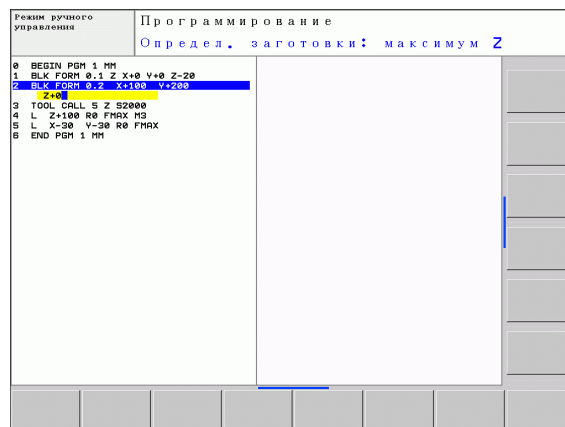 Режим ручного
управления
Программирование
Определ. заготовки: максимум Z
0 BEGIN PGM 1 MM
1 BLK FORM 0.1 Z X+0 Y+0 Z-20
2 BLK FORM 0.2 X+100 Y+200
Z+0
3 TOOL CALL 5 Z S2000
4 L Z+100 R0 FMAX M3
5 L X-30 Y-30 R0 FMAX
6 END PGM 1 MM